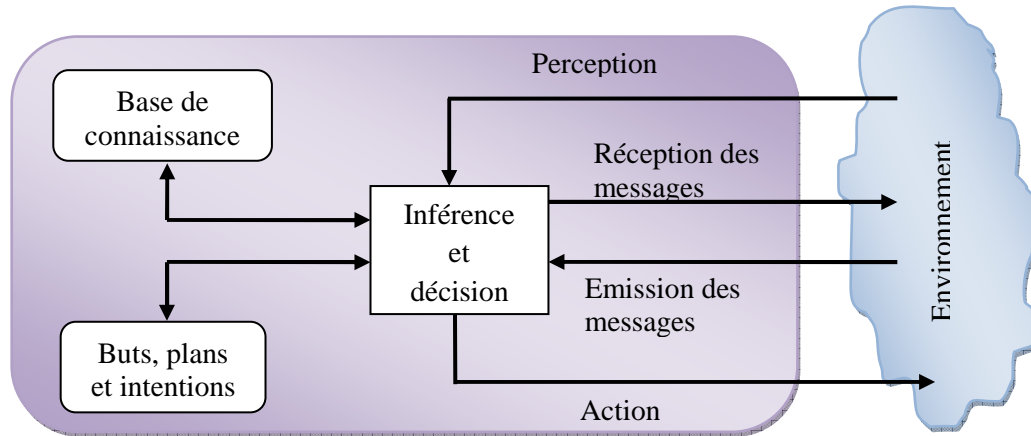 Perception
Base de
connaissance
Réception des
messages
Inférence
et
décision
Emission des
messages
Environnement
Buts, plans
et intentions
Action